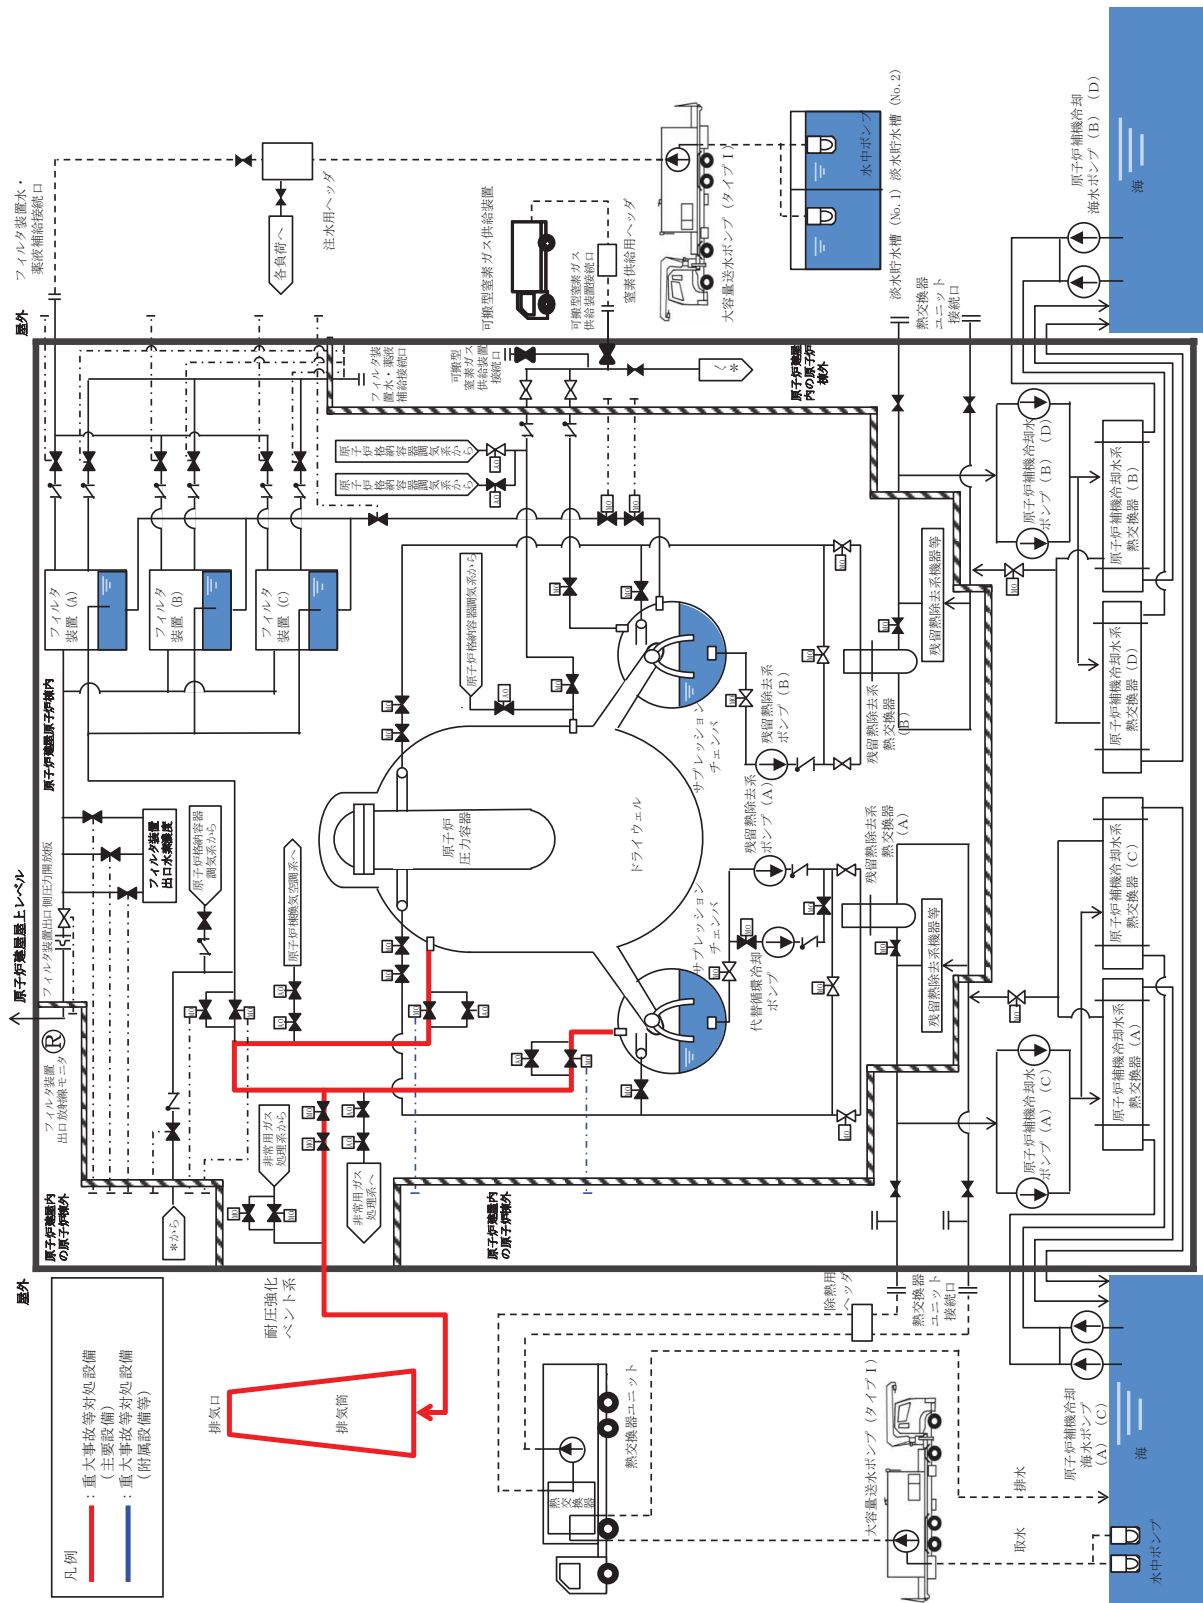 凡例
：重大事故等対処設備
（主要設備）
：重大事故等対処設備
（附属設備等）
屋外
排気口
排気筒
耐圧強化
ベント系
熱交換器
熱交換器ユニット
大容量送水ポンプ（タイプⅠ）
取水
排水
水中ポンプ
海
原子炉補機冷却
海水ポンプ
（A）（C）
除熱用
ヘッダ
熱交換器
ユニット
接続口
原子炉建屋内
の原子炉棟外
＊から
非常用ガス
処理系から
非常用ガス
処理系へ
原子炉建屋内
の原子炉棟外
フィルタ装置
出口放射線モニタ
R
原子炉建屋屋上レベル
フィルタ装置出口側圧力開放板
フィルタ装置
出口水素濃度
原子炉格納容器
調気系から
原子炉棟換気空調系へ
原子炉建屋原子炉棟内
フィルタ
装置(A)
フィルタ
装置(B)
フィルタ
装置(C)
原子炉
圧力容器
ドライウェル
サプレッション
チェンバ
サプレッション
チェンバ
代替循環冷却
ポンプ
残留熱除去系
ポンプ（A）
残留熱除去系
ポンプ（B）
残留熱除去系
熱交換器
（A）
残留熱除去系
熱交換器
（B）
残留熱除去系機器等
残留熱除去系機器等
原子炉補機冷却水
ポンプ（A）（C）
原子炉補機冷却水系
熱交換器（A）
原子炉補機冷却水系
熱交換器（C）
原子炉補機冷却水系
熱交換器（D）
原子炉補機冷却水系
熱交換器（B）
原子炉補機冷却水
ポンプ（B）（D）
原子炉格納容器調気系から
原子炉格納容器調気系から
原子炉格納容器調気系から
フィルタ装
置水・薬液
補給接続口
可搬型
窒素ガス
供給装置
接続口
＊へ
原子炉建屋
内の原子炉
棟外
屋外
フィルタ装置水・
薬液補給接続口
各負荷へ
注水用ヘッダ
可搬型窒素ガス供給装置
可搬型窒素ガス
供給装置接続口
窒素供給用ヘッダ
大容量送水ポンプ（タイプⅠ）
水中ポンプ
淡水貯水槽（No.1）淡水貯水槽（No.2）
熱交換器
ユニット
接続口
原子炉補機冷却
海水ポンプ（B）（D）
海